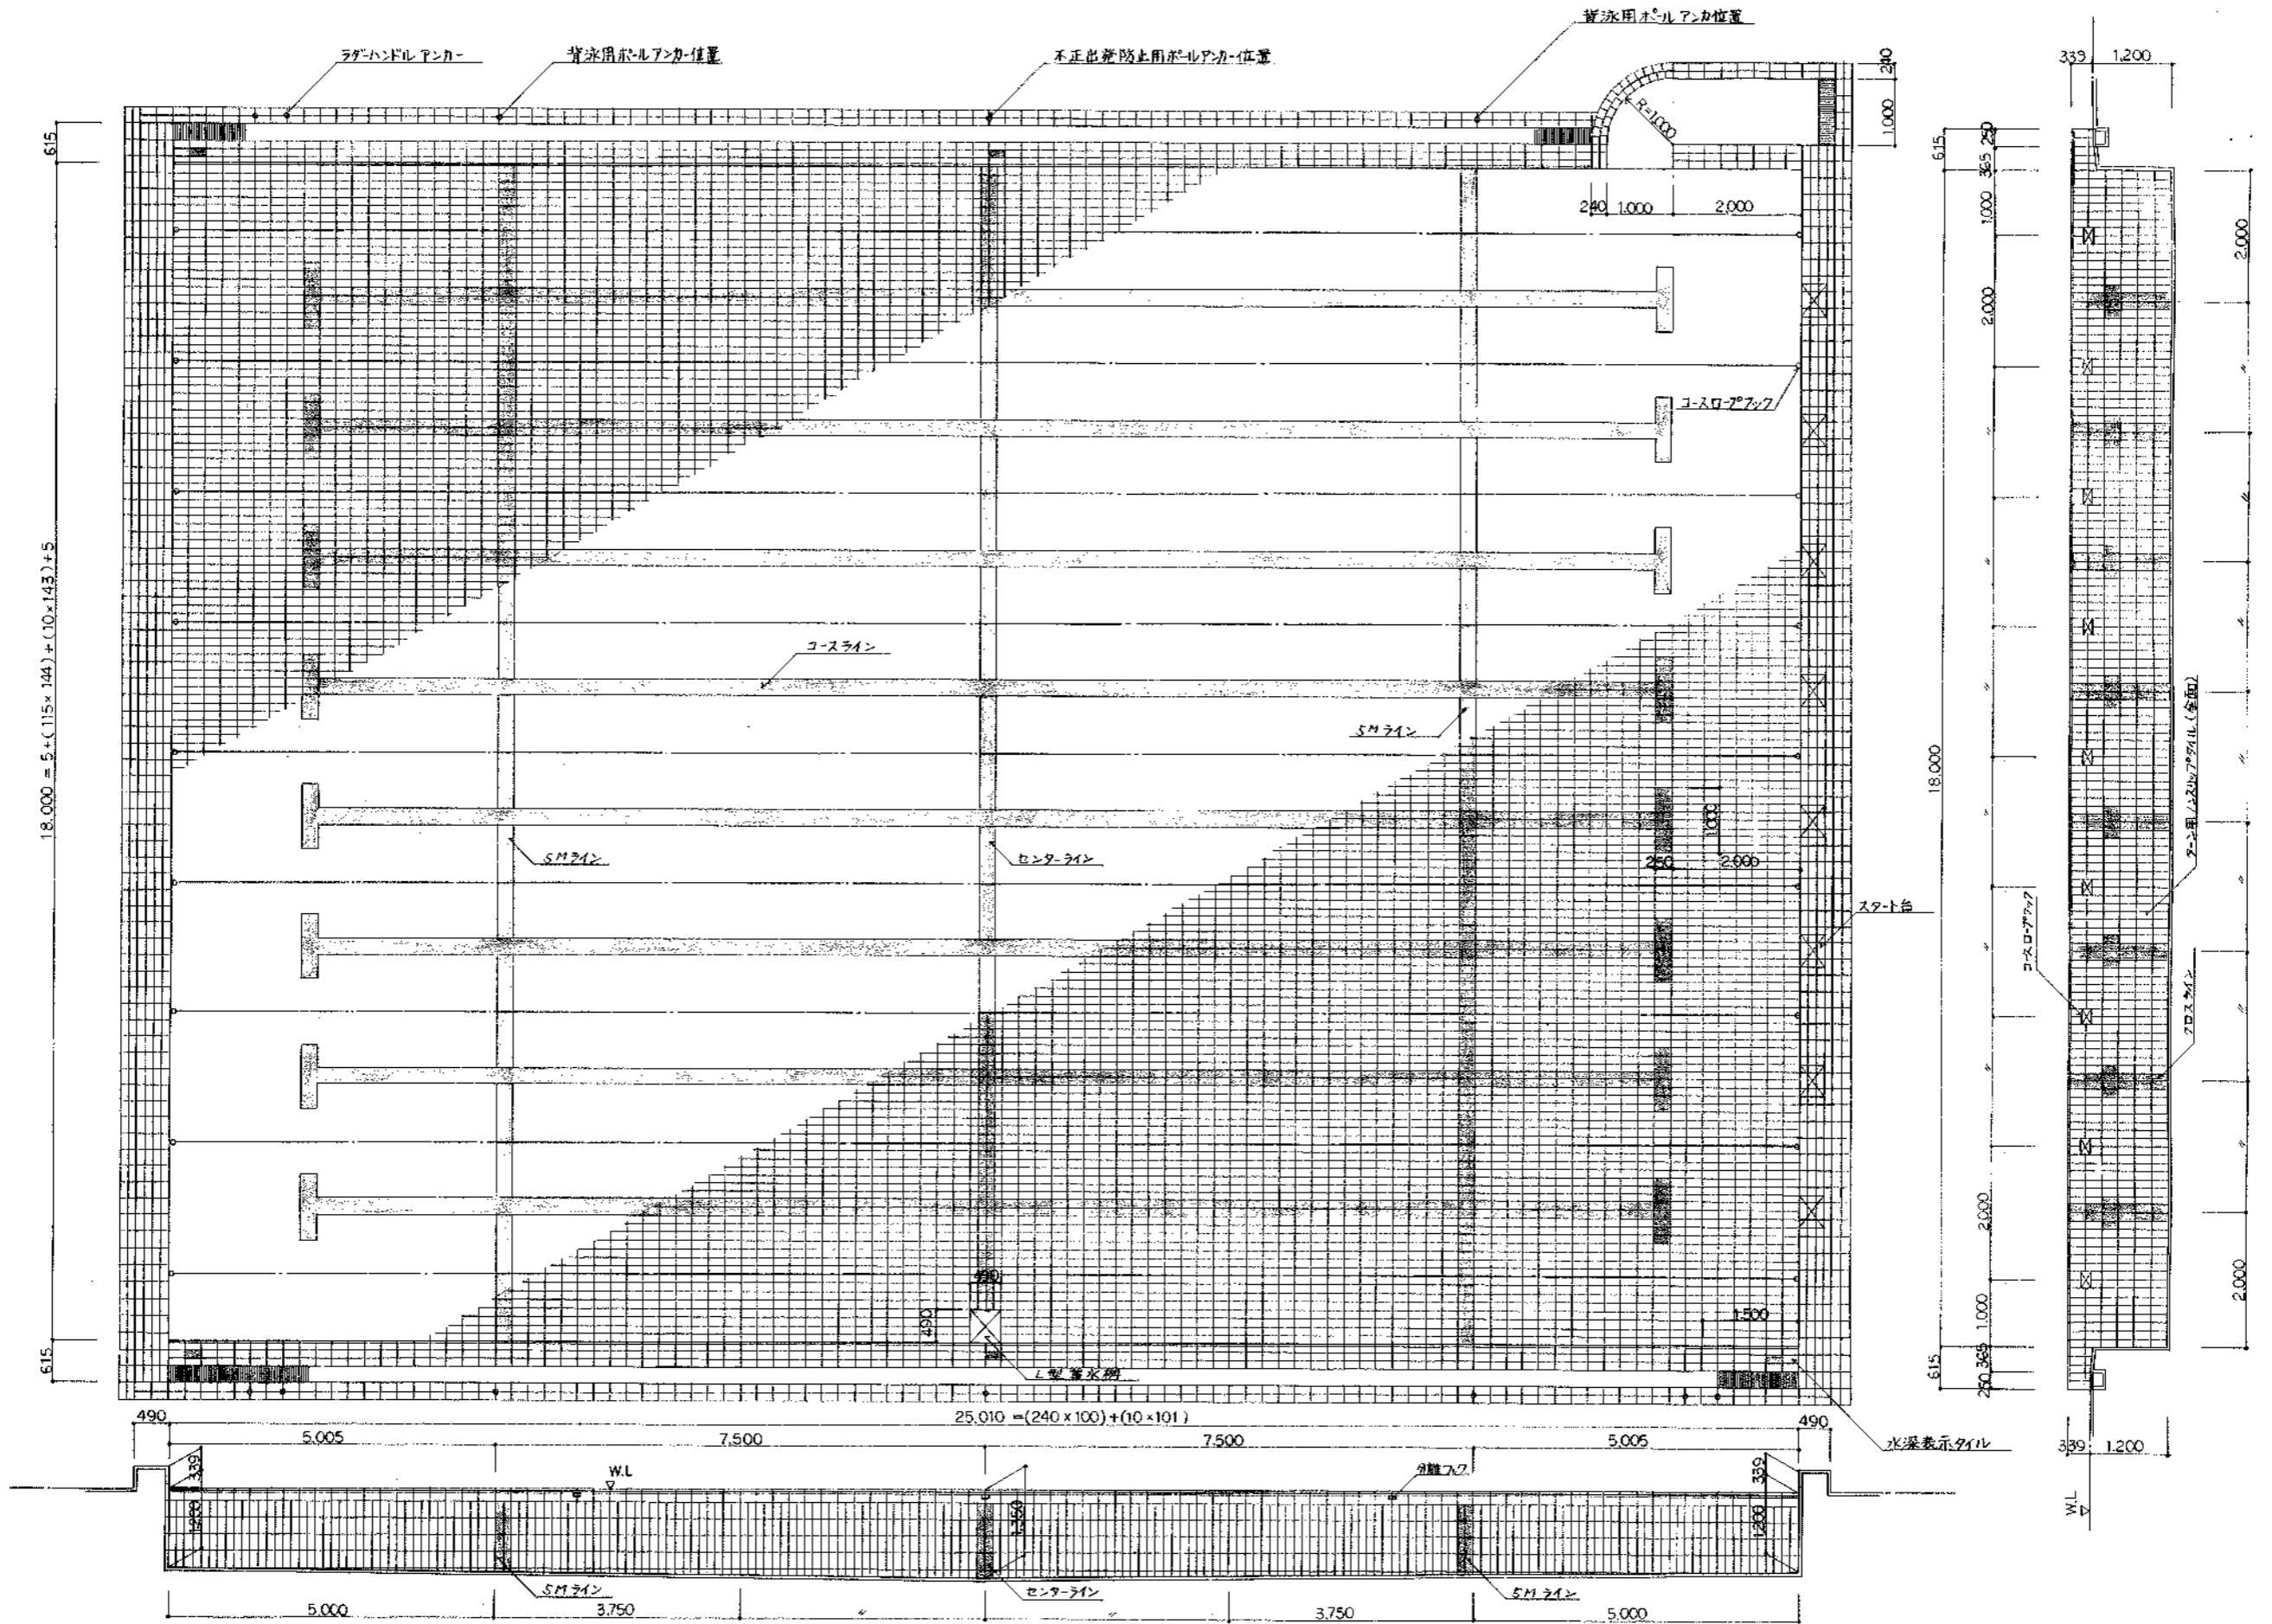 背泳用ポールアンカ位置
ラダーハンドルアンカー
背泳用ポールアンカー位置
不正出発防止用ポールアンカー位置
339 1,200
240
1,000
R=1,000
615
615
250
365
1,000
2,000
2,000
240 1,000 2,000
コースロープフック
18,000 = 5+(115×144)+(10×143)+5
コースライン
5Mライン
18,000
ターン用ノンスリップタイル(全面)
1,000
5Mライン
センターライン
250 2,000
スタート台
コースロープフック
クロスライン
2,000
490
490
1,500
1,000
2,000
615
L型集水桝
615
365
250
490
25,010 =(240×100)+(10×101)
490
5,005 7,500 7,500 5,005
水深表示タイル
339 1,200
339
W.L
分離フック
339
1,200
1,350
1,200
W.L
5Mライン
センターライン
5Mライン
5,000 3,750 〃 〃 3,750 5,000